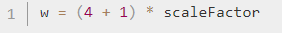 1 w = (4 + 1) * scaleFactor